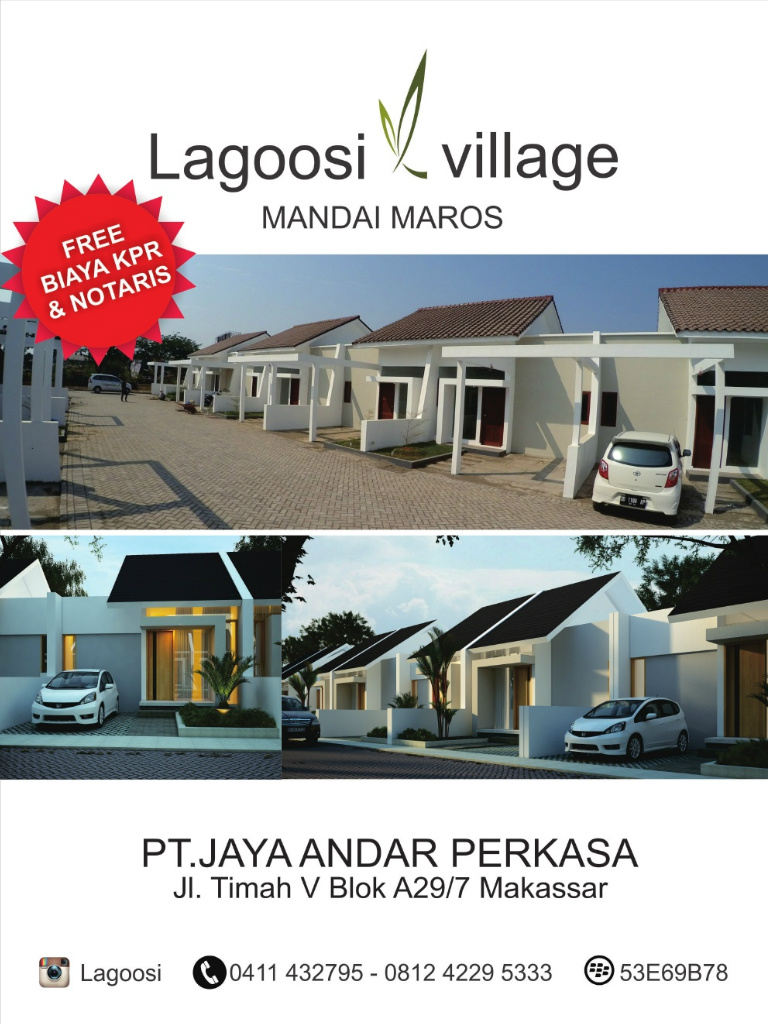 Lagoosi village
MANDAI MAROS
FREE
BIAYA KPR
& NOTARIS
PT.JAYA ANDAR PERKASA
Jl. Timah V Blok A29/7 Makassar
Lagoosi
0411 432795 - 0812 4229 5333
53E69B78